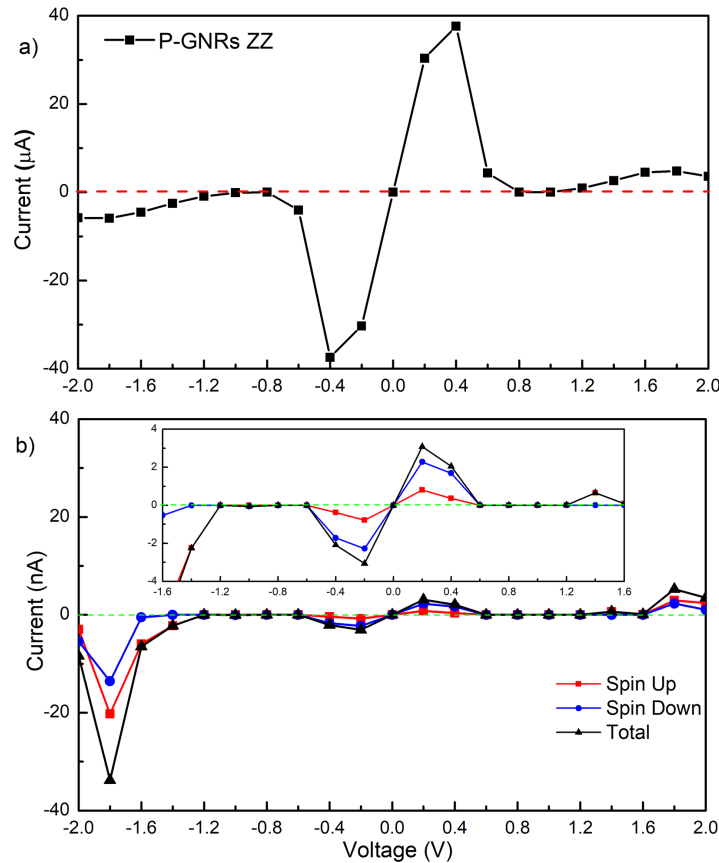 a)
P-GNRs ZZ
Current (μA)
40
20
0
-20
-40
-2.0 -1.6 -1.2 -0.8 -0.4 0.0 0.4 0.8 1.2 1.6 2.0
b)
Current (nA)
40
20
0
-20
-40
4
2
0
-2
-4
-1.6 -1.2 -0.8 -0.4 0.0 0.4 0.8 1.2 1.6
Spin Up
Spin Down
Total
-2.0 -1.6 -1.2 -0.8 -0.4 0.0 0.4 0.8 1.2 1.6 2.0
Voltage (V)